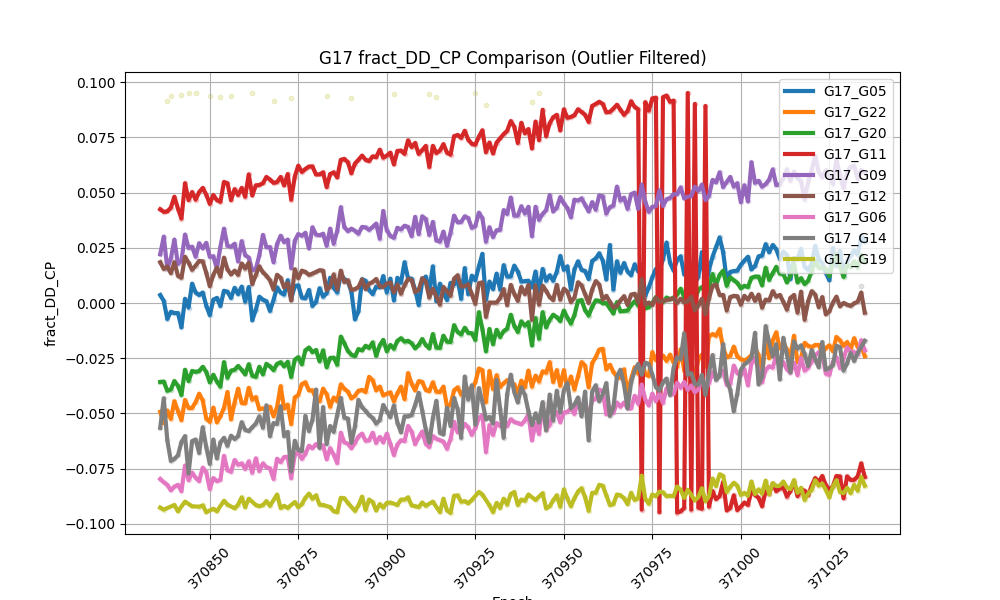 G17 fract_DD_CP Comparison (Outlier Filtered)
fract_DD_CP
0.100
0.075
0.050
0.025
0.000
−0.025
−0.050
−0.075
−0.100
G17_G05
G17_G22
G17_G20
G17_G11
G17_G09
G17_G12
G17_G06
G17_G14
G17_G19
370850
370875
370900
370925
370950
370975
371000
371025
Epoch